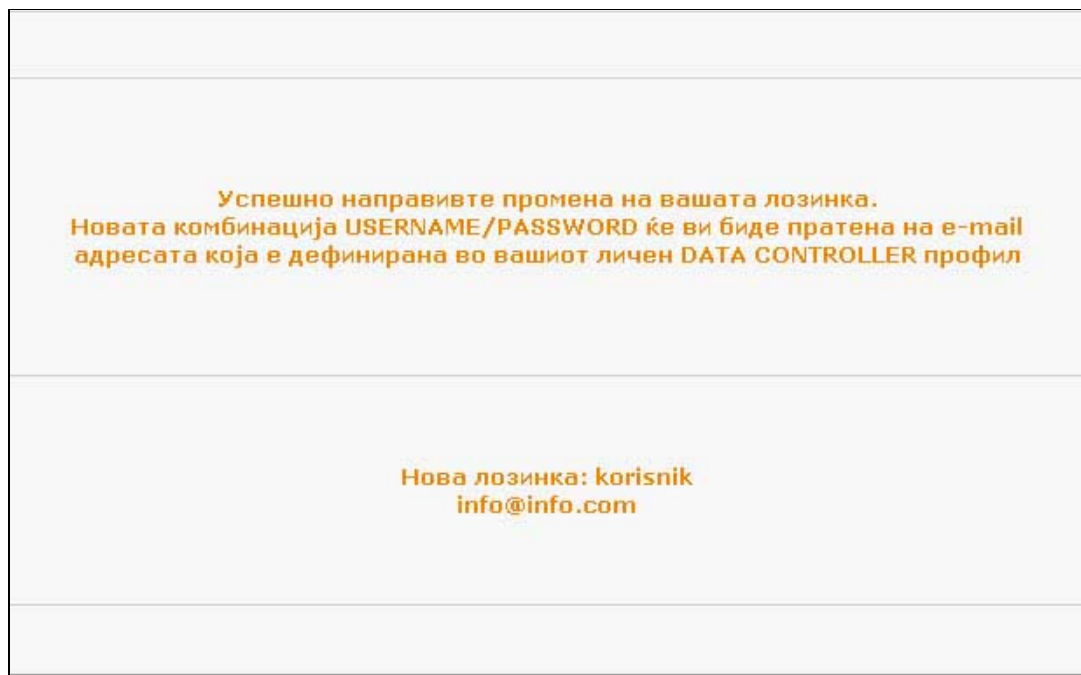 Успешно направивте промена на вашата лозинка.
Новата комбинација USERNAME/PASSWORD ќе ви биде пратена на e-mail
адресата која е дефинирана во вашиот личен DATA CONTROLLER профил
Нова лозинка: korisnik
info@info.com